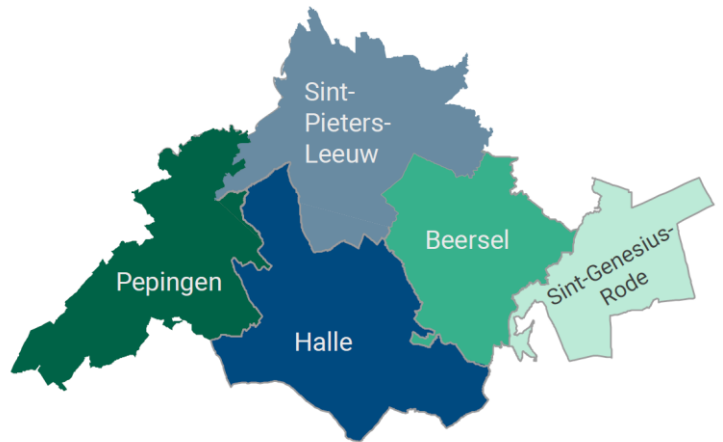 Sint-
Pieters-
Leeuw
Beersel
Sint-Genesius-
Rode
Pepingen
Halle